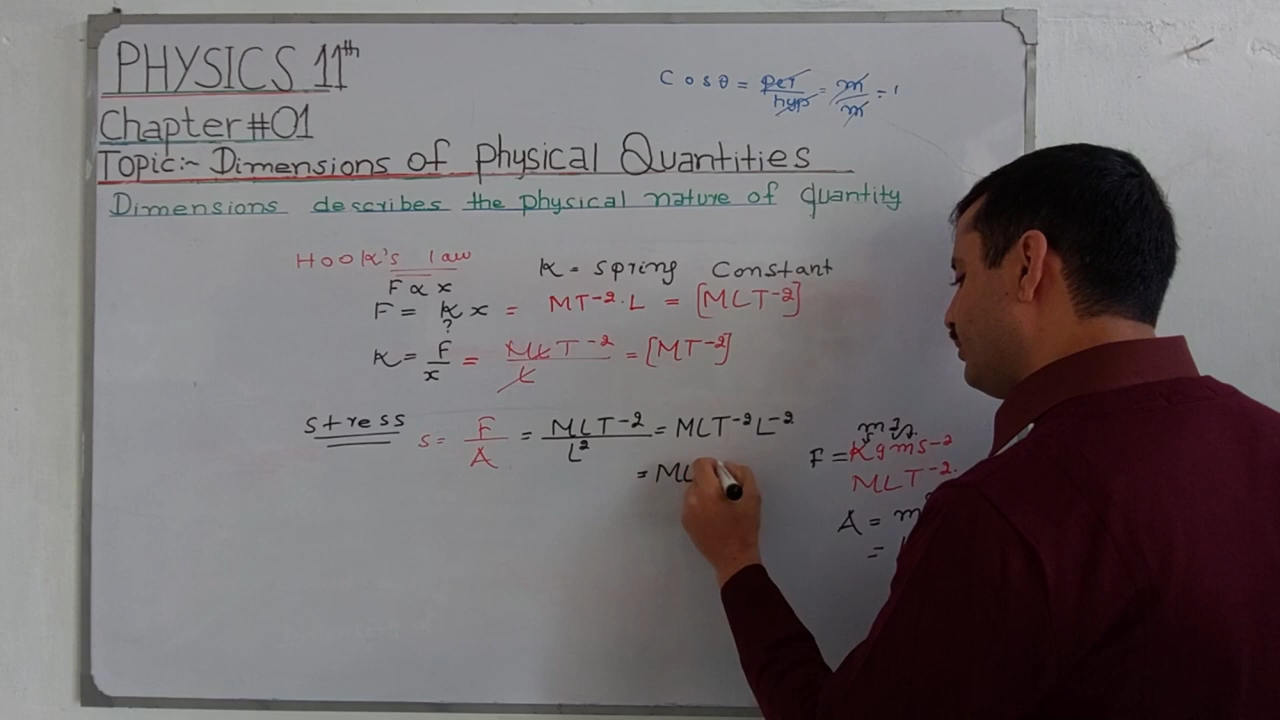 PHYSICS 11th
Cosθ = per/hyp = m/m = 1
Chapter#01
Topic:~ Dimensions of Physical Quantities
Dimensions describes the physical nature of quantity
Hook's law
K = spring Constant
F ∝ x
F = Kx = MT-2.L = [MLT-2]
?
K = F/x = MLT-2/L = [MT-2]
stress s = F/A = MLT-2/L2 = MLT-2L-2
= ML
F = Kgms-2
MLT-2.
A = m
=